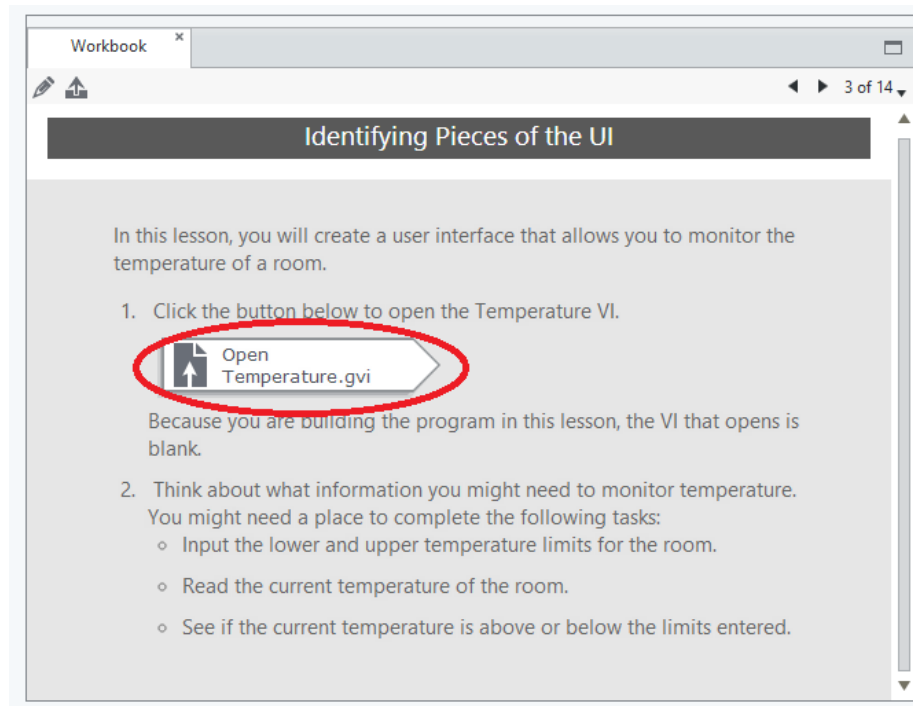 Workbook
3 of 14
Identifying Pieces of the UI
In this lesson, you will create a user interface that allows you to monitor the
temperature of a room.
1. Click the button below to open the Temperature VI.
Open
Temperature.gvi
Because you are building the program in this lesson, the VI that opens is
blank.
2. Think about what information you might need to monitor temperature.
You might need a place to complete the following tasks:
Input the lower and upper temperature limits for the room.
Read the current temperature of the room.
See if the current temperature is above or below the limits entered.